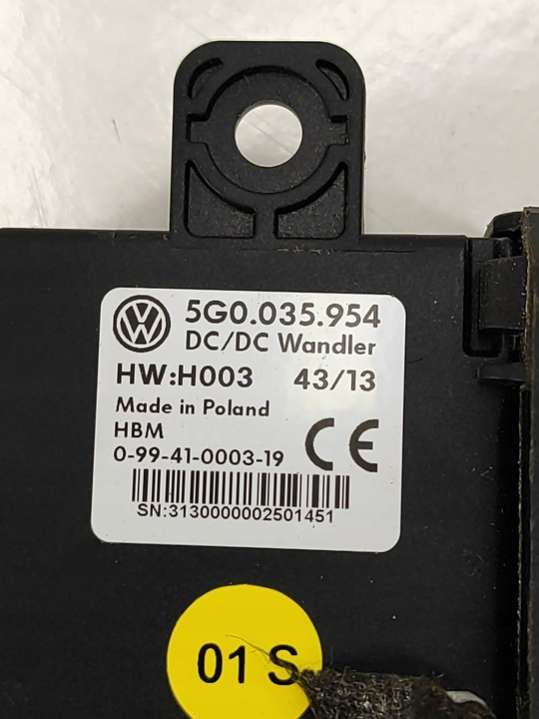 5G0.035.954
DC/DC Wandler
HW:H003 43/13
Made in Poland
HBM
0-99-41-0003-19
CE
SN:3130000002501451
01 S